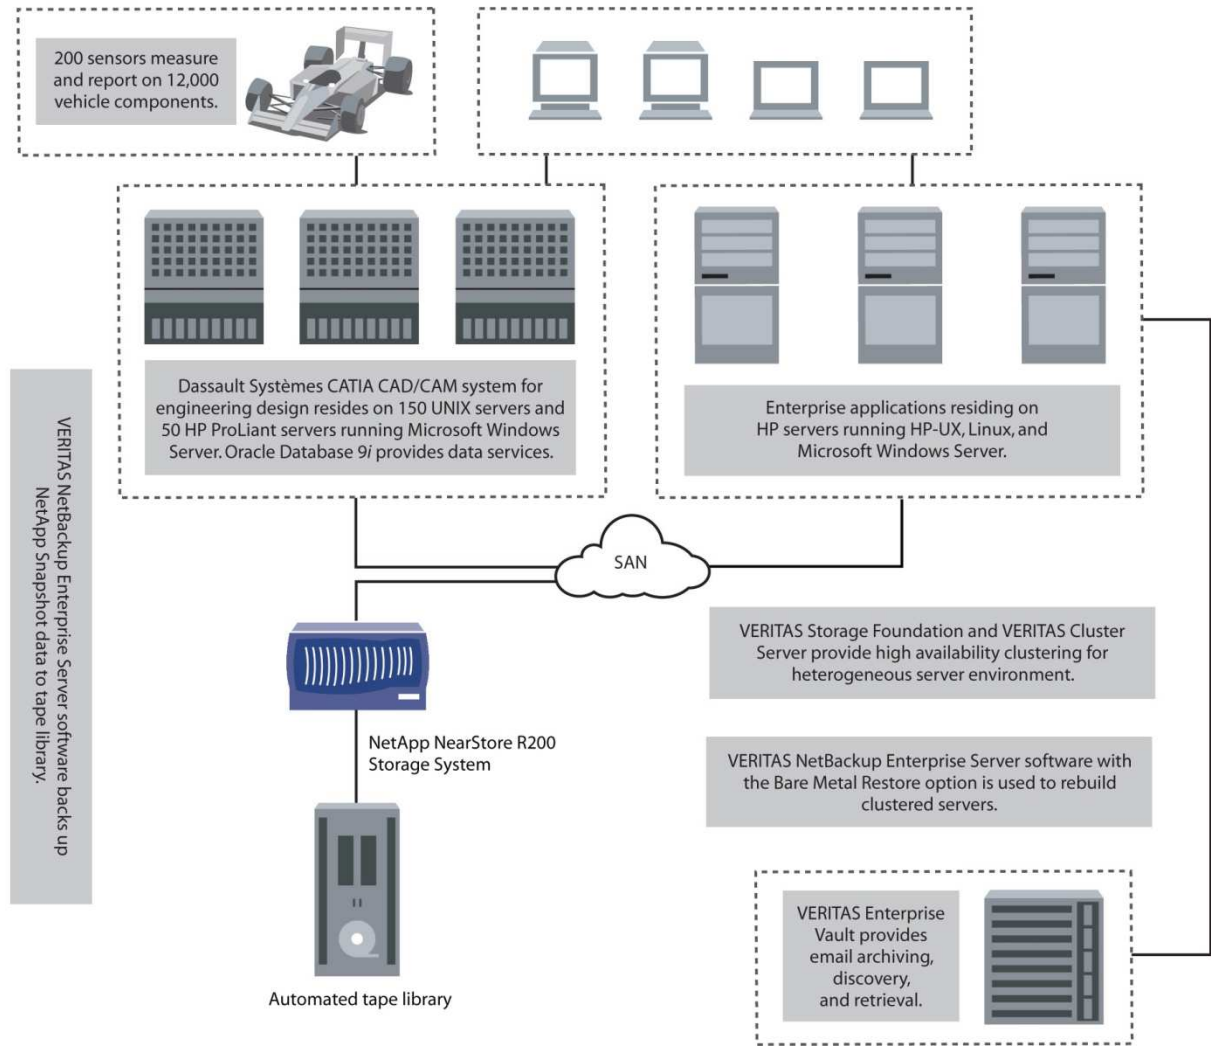 200 sensors measure
and report on 12,000
vehicle components.
Dassault Systèmes CATIA CAD/CAM system for
engineering design resides on 150 UNIX servers and
50 HP ProLiant servers running Microsoft Windows
Server. Oracle Database 9i provides data services.
Enterprise applications residing on
HP servers running HP-UX, Linux, and
Microsoft Windows Server.
VERITAS NetBackup Enterprise Server software backs up
NetApp Snapshot data to tape library.
SAN
VERITAS Storage Foundation and VERITAS Cluster
Server provide high availability clustering for
heterogeneous server environment.
NetApp NearStore R200
Storage System
VERITAS NetBackup Enterprise Server software with
the Bare Metal Restore option is used to rebuild
clustered servers.
VERITAS Enterprise
Vault provides
email archiving,
discovery,
and retrieval.
Automated tape library